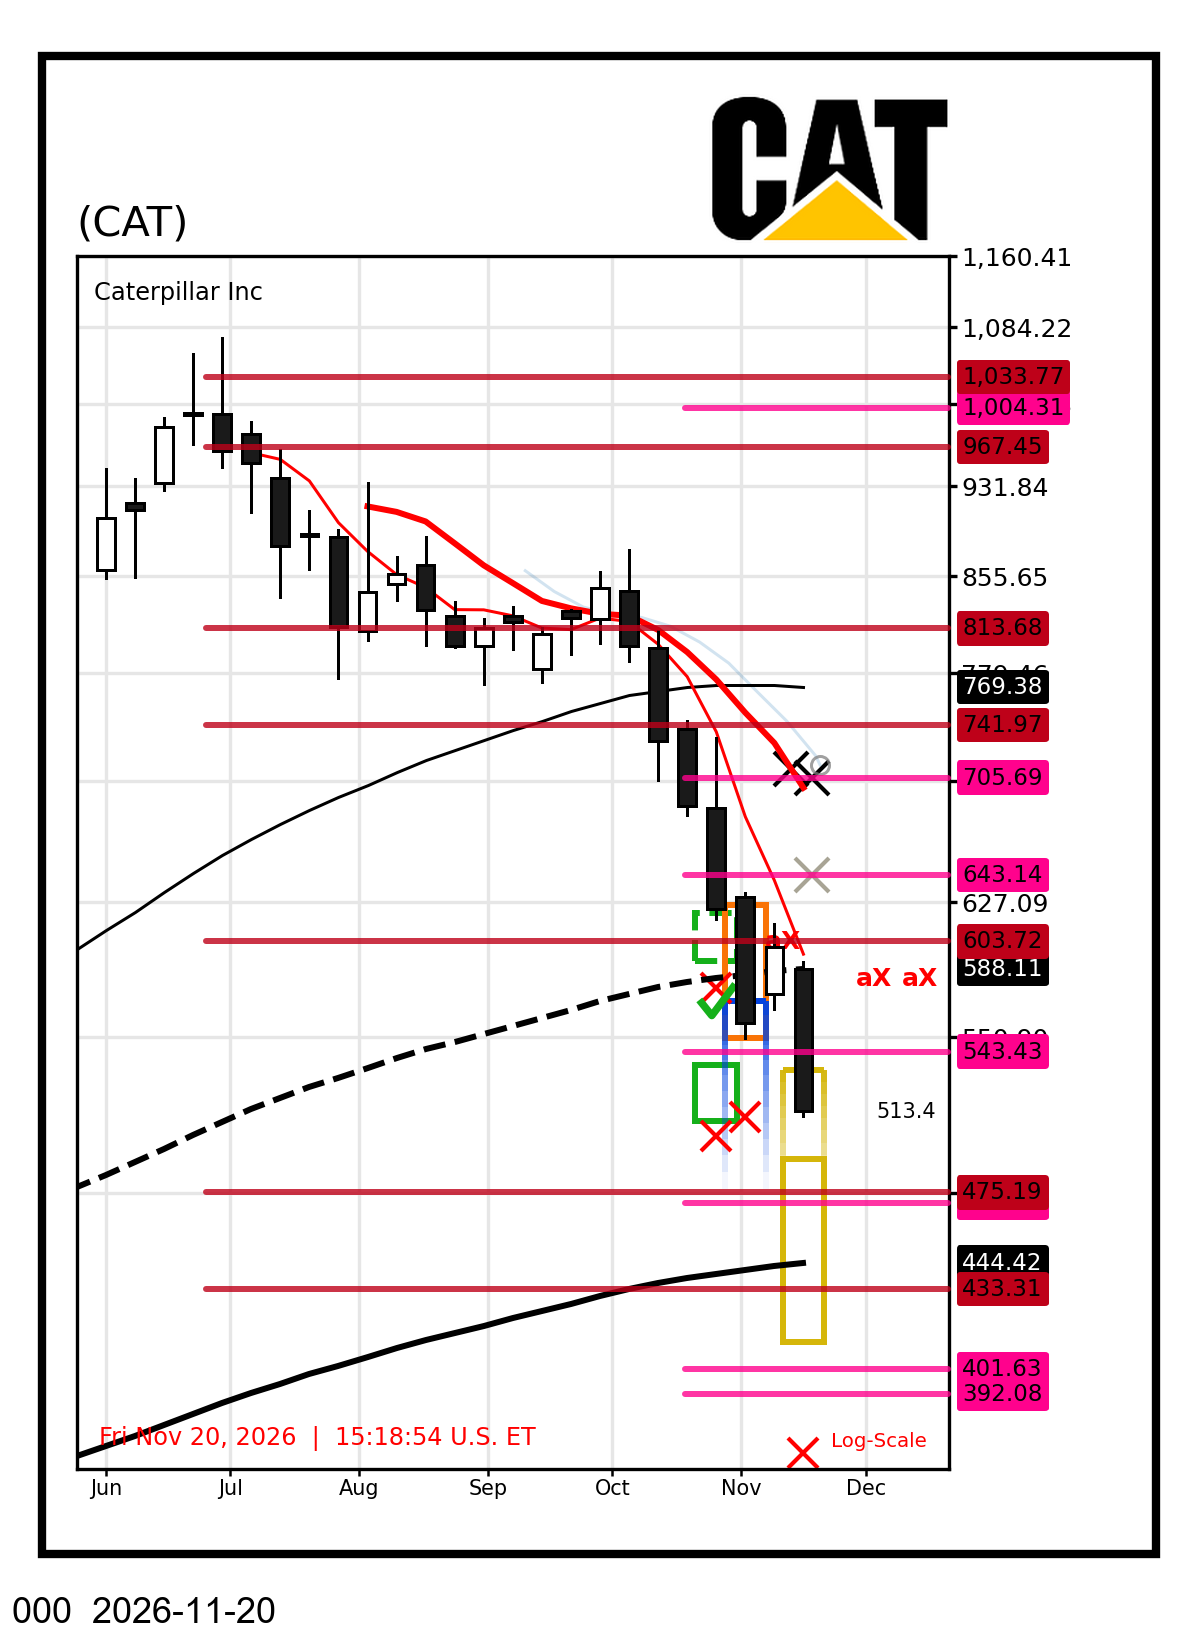 CAT
(CAT)
Caterpillar Inc
1,160.41
1,084.22
1,033.77
1,004.31
967.45
931.84
855.65
813.68
769.38
741.97
705.69
643.14
627.09
603.72
aX
588.11
aX aX
543.43
513.4
475.19
444.42
433.31
401.63
392.08
Fri Nov 20, 2026 | 15:18:54 U.S. ET
Log-Scale
Jun Jul Aug Sep Oct Nov Dec
000 2026-11-20